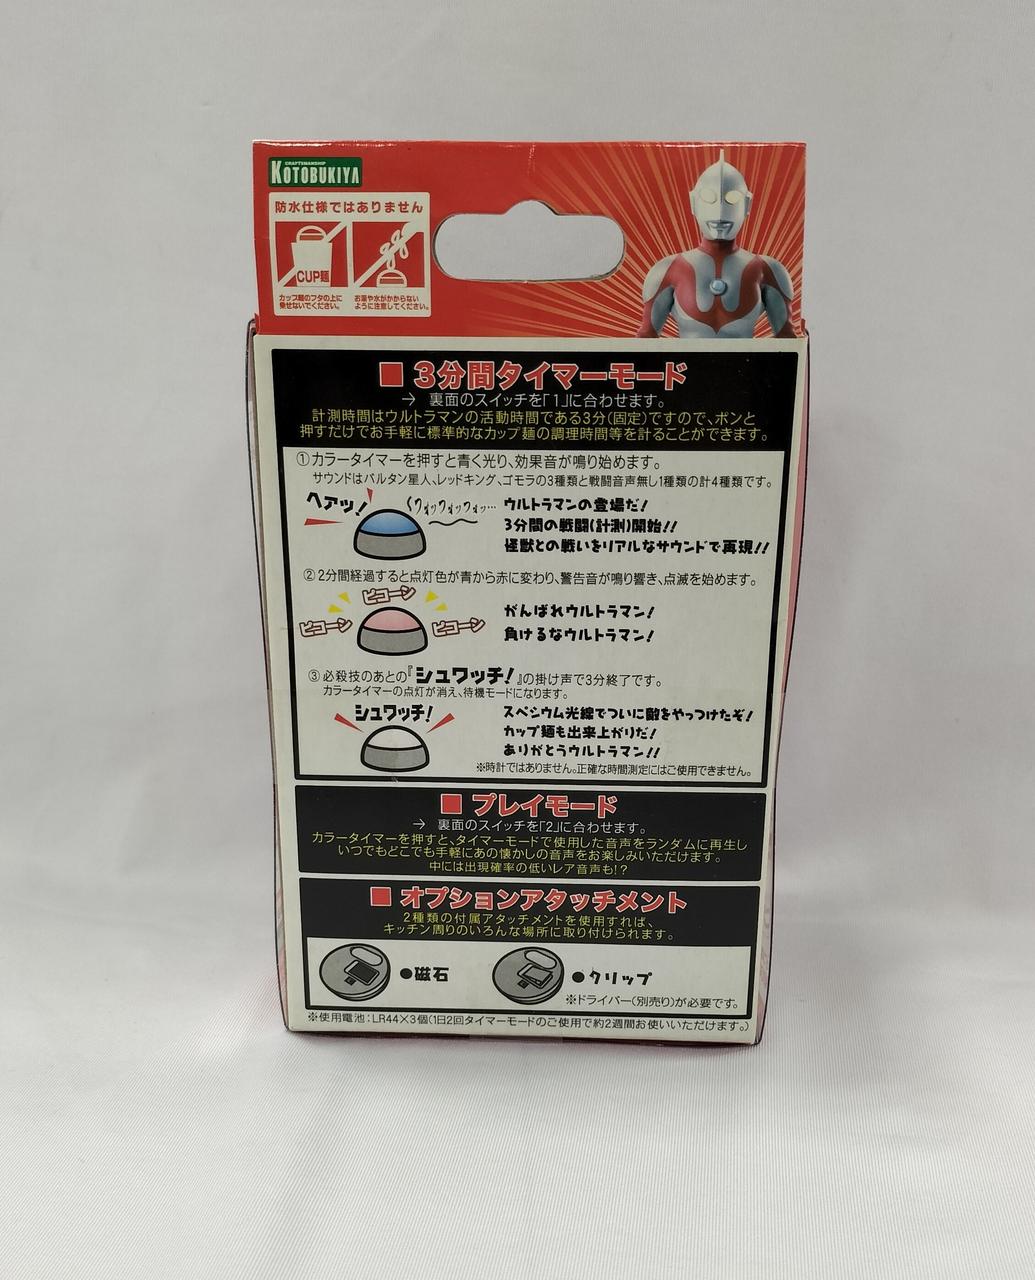 CRAFTSMANSHIP
KOTOBUKIYA
防水仕様ではありません
CUP麺
カップ麺のフタの上に
乗せないでください。
お湯や水がかからない
ように注意してください。
■ 3分間タイマーモード
→ 裏面のスイッチを「1」に合わせます。
計測時間はウルトラマンの活動時間である3分(固定)ですので、ポンと
押すだけでお手軽に標準的なカップ麺の調理時間等を計ることができます。
①カラータイマーを押すと青く光り、効果音が鳴り始めます。
サウンドはバルタン星人、レッドキング、ゴモラの3種類と戦闘音声無し1種類の計4種類です。
ヘアッ!
ウルトラマンの登場だ!
3分間の戦闘(計測)開始!!
怪獣との戦いをリアルなサウンドで再現!!
②2分間経過すると点灯色が青から赤に変わり、警告音が鳴り響き、点滅を始めます。
ピコーン
ピコーン
ピコーン
がんばれウルトラマン!
負けるなウルトラマン!
③必殺技のあとの『シュワッチ!』の掛け声で3分終了です。
カラータイマーの点灯が消え、待機モードになります。
シュワッチ!
スペシウム光線でついに敵をやっつけたぞ!
カップ麺も出来上がりだ!
ありがとうウルトラマン!!
※時計ではありません。正確な時間測定にはご使用できません。
■ プレイモード
→ 裏面のスイッチを「2」に合わせます。
カラータイマーを押すと、タイマーモードで使用した音声をランダムに再生し
いつでもどこでも手軽にあの懐かしの音声をお楽しみいただけます。
中には出現確率の低いレア音声も!?
■ オプションアタッチメント
2種類の付属アタッチメントを使用すれば、
キッチン周りのいろんな場所に取り付けられます。
●磁石
●クリップ
※ドライバー(別売り)が必要です。
※使用電池:LR44×3個(1日2回タイマーモードのご使用で約2週間お使いいただけます。)